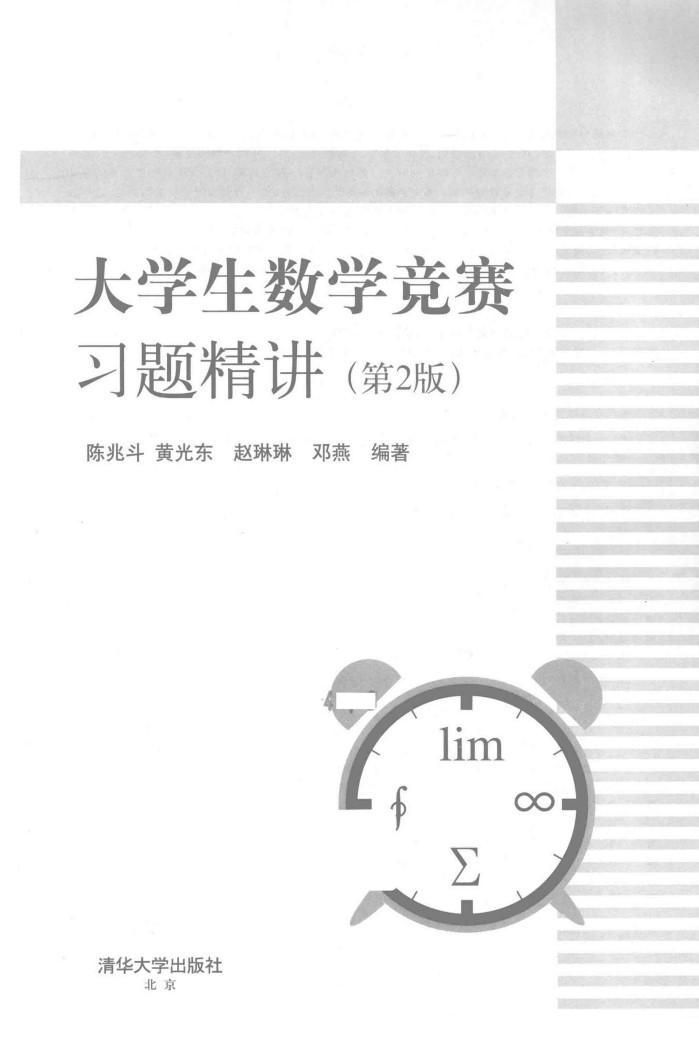 大学生数学竞赛
习题精讲（第2版）
陈兆斗 黄光东 赵琳琳 邓燕 编著
lim
∮ ∞
∑
清华大学出版社
北京